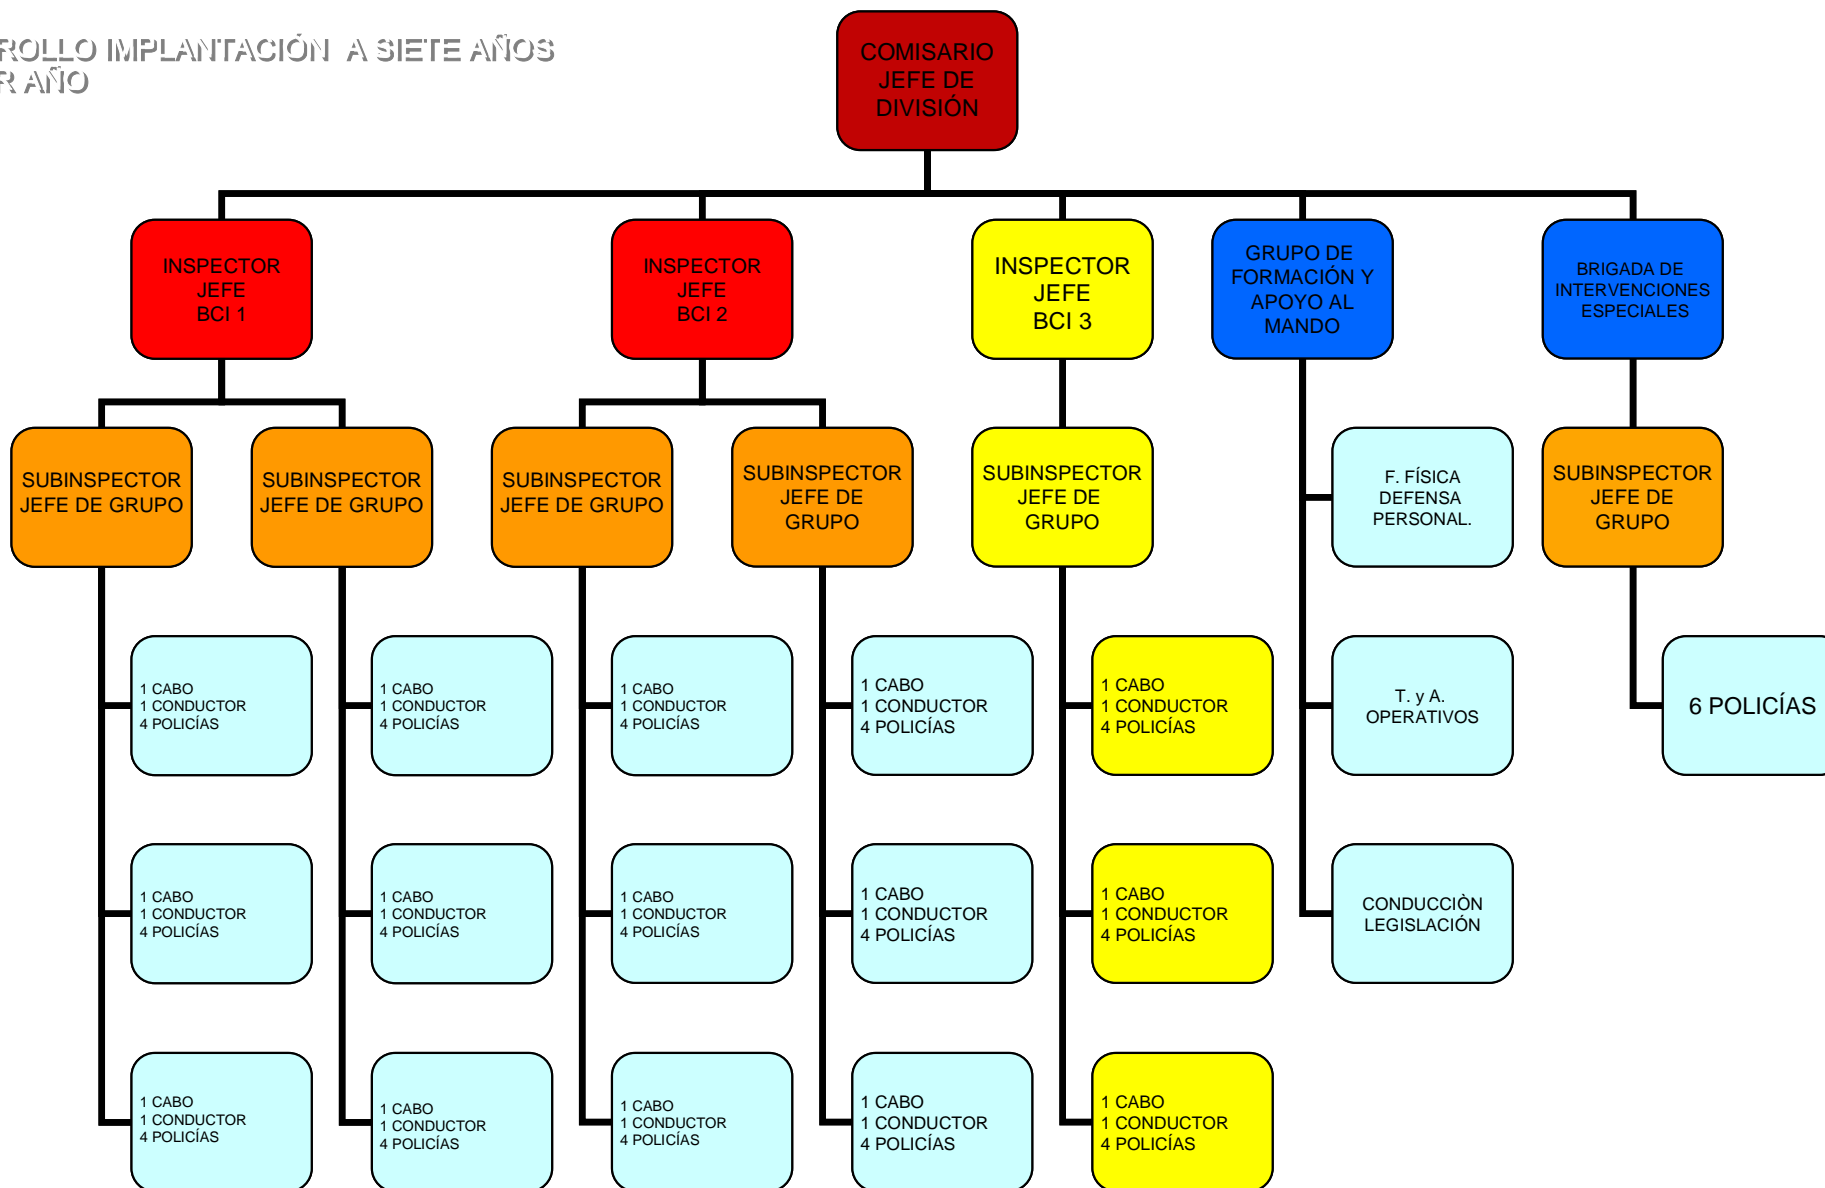 ROLLO IMPLANTACIÓN A SIETE AÑOS
R AÑO
COMISARIO
JEFE DE
DIVISIÓN
INSPECTOR
JEFE
BCI 1
INSPECTOR
JEFE
BCI 2
INSPECTOR
JEFE
BCI 3
GRUPO DE
FORMACIÓN Y
APOYO AL
MANDO
BRIGADA DE
INTERVENCIONES
ESPECIALES
SUBINSPECTOR
JEFE DE GRUPO
SUBINSPECTOR
JEFE DE GRUPO
SUBINSPECTOR
JEFE DE GRUPO
SUBINSPECTOR
JEFE DE
GRUPO
SUBINSPECTOR
JEFE DE
GRUPO
F. FÍSICA
DEFENSA
PERSONAL.
SUBINSPECTOR
JEFE DE
GRUPO
1 CABO
1 CONDUCTOR
4 POLICÍAS
1 CABO
1 CONDUCTOR
4 POLICÍAS
1 CABO
1 CONDUCTOR
4 POLICÍAS
1 CABO
1 CONDUCTOR
4 POLICÍAS
1 CABO
1 CONDUCTOR
4 POLICÍAS
T. y A.
OPERATIVOS
6 POLICÍAS
1 CABO
1 CONDUCTOR
4 POLICÍAS
1 CABO
1 CONDUCTOR
4 POLICÍAS
1 CABO
1 CONDUCTOR
4 POLICÍAS
1 CABO
1 CONDUCTOR
4 POLICÍAS
1 CABO
1 CONDUCTOR
4 POLICÍAS
CONDUCCIÒN
LEGISLACIÓN
1 CABO
1 CONDUCTOR
4 POLICÍAS
1 CABO
1 CONDUCTOR
4 POLICÍAS
1 CABO
1 CONDUCTOR
4 POLICÍAS
1 CABO
1 CONDUCTOR
4 POLICÍAS
1 CABO
1 CONDUCTOR
4 POLICÍAS